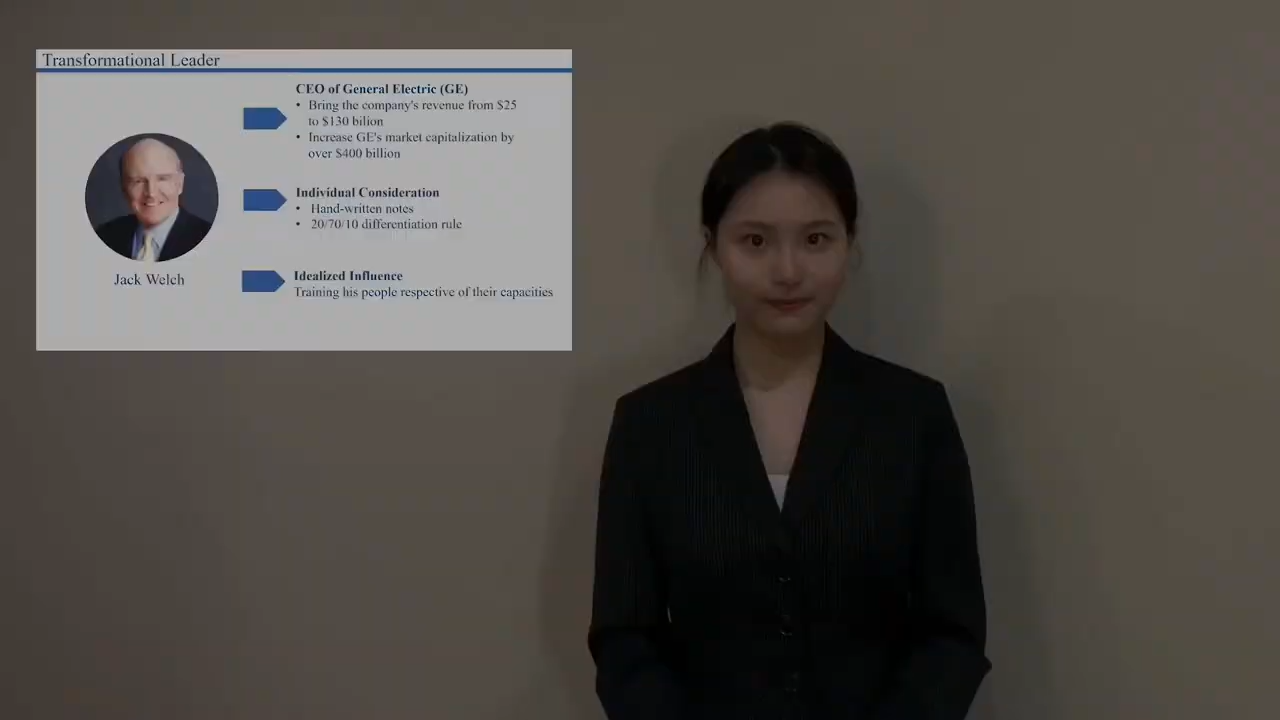 Transformational Leader
CEO of General Electric (GE)
• Bring the company's revenue from $25
to $130 bilion
• Increase GE's market capitalization by
over $400 billion
Individual Consideration
• Hand-written notes
• 20/70/10 differentiation rule
Jack Welch
Idealized Influence
Training his people respective of their capacities